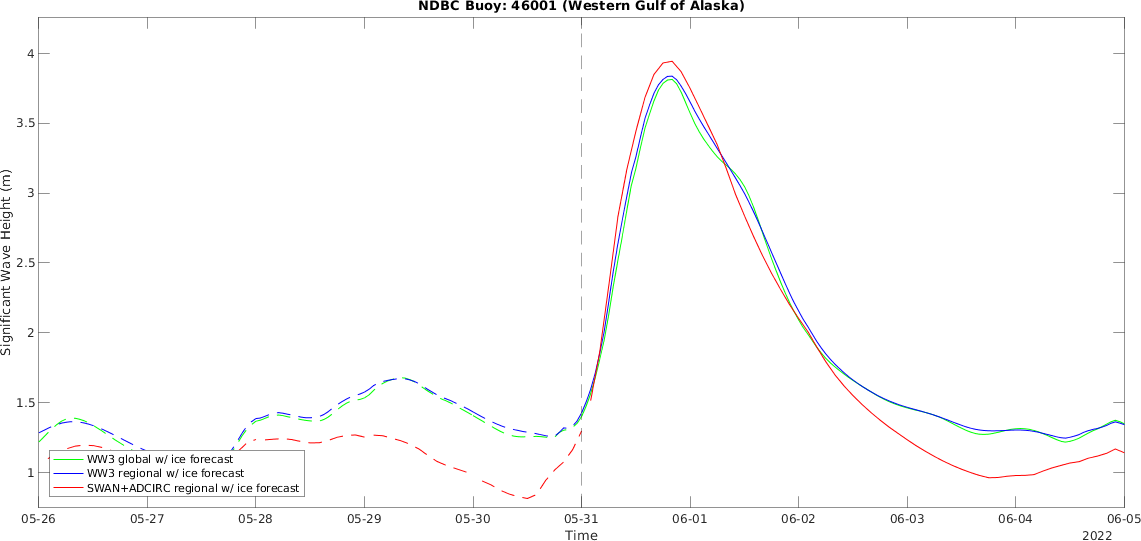 NDBC Buoy: 46001 (Western Gulf of Alaska)
Significant Wave Height (m)
4
3.5
3
2.5
2
1.5
1
WW3 global w/ ice forecast
WW3 regional w/ ice forecast
SWAN+ADCIRC regional w/ ice forecast
05-26 05-27 05-28 05-29 05-30 05-31 06-01 06-02 06-03 06-04 06-05
Time
2022